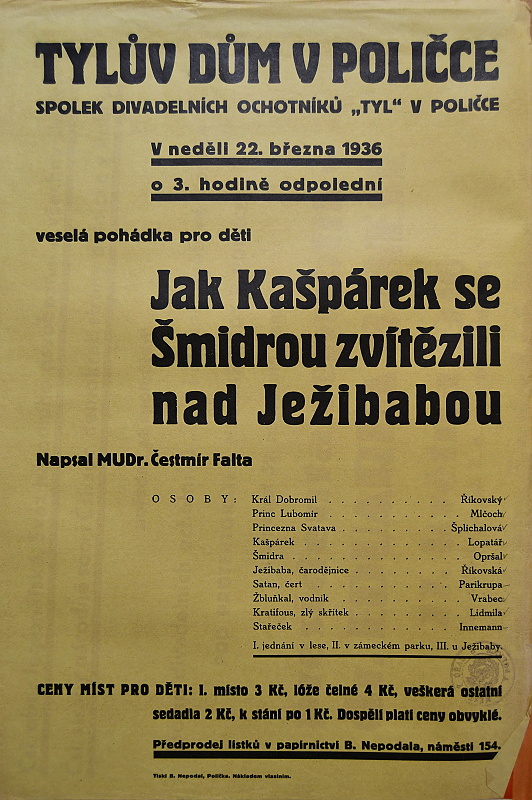 TYLŮV DŮM V POLIČCE
SPOLEK DIVADELNÍCH OCHOTNÍKŮ „TYL“ V POLIČCE
V neděli 22. března 1936
o 3. hodině odpolední
veselá pohádka pro děti
Jak Kašpárek se
Šmidrou zvítězili
nad Ježibabou
Napsal MUDr. Čestmír Falta
OSOBY:
Král Dobromil . . . . . . . . . . Říkovský
Princ Lubomír . . . . . . . . . . Mlčoch
Princezna Svatava . . . . . . . . . Šplíchalová
Kašpárek . . . . . . . . . . . . Lopatář
Šmidra . . . . . . . . . . . . . Opršal
Ježibaba, čarodějnice . . . . . . . . Říkovská
Satan, čert . . . . . . . . . . . Parikrupa
Žbluňkal, vodník . . . . . . . . . Vrabec
Kratifous, zlý skřítek . . . . . . . . Lidmila
Stařeček . . . . . . . . . . . . Innemann
I. jednání v lese, II. v zámeckém parku, III. u Ježibaby.
CENY MÍST PRO DĚTI: I. místo 3 Kč, lóže čelné 4 Kč, veškerá ostatní
sedadla 2 Kč, k stání po 1 Kč. Dospělí platí ceny obvyklé.
Předprodej lístků v papírnictví B. Nepodala, náměstí 154.
Tiskl B. Nepodal, Polička. Nákladem vlastním.